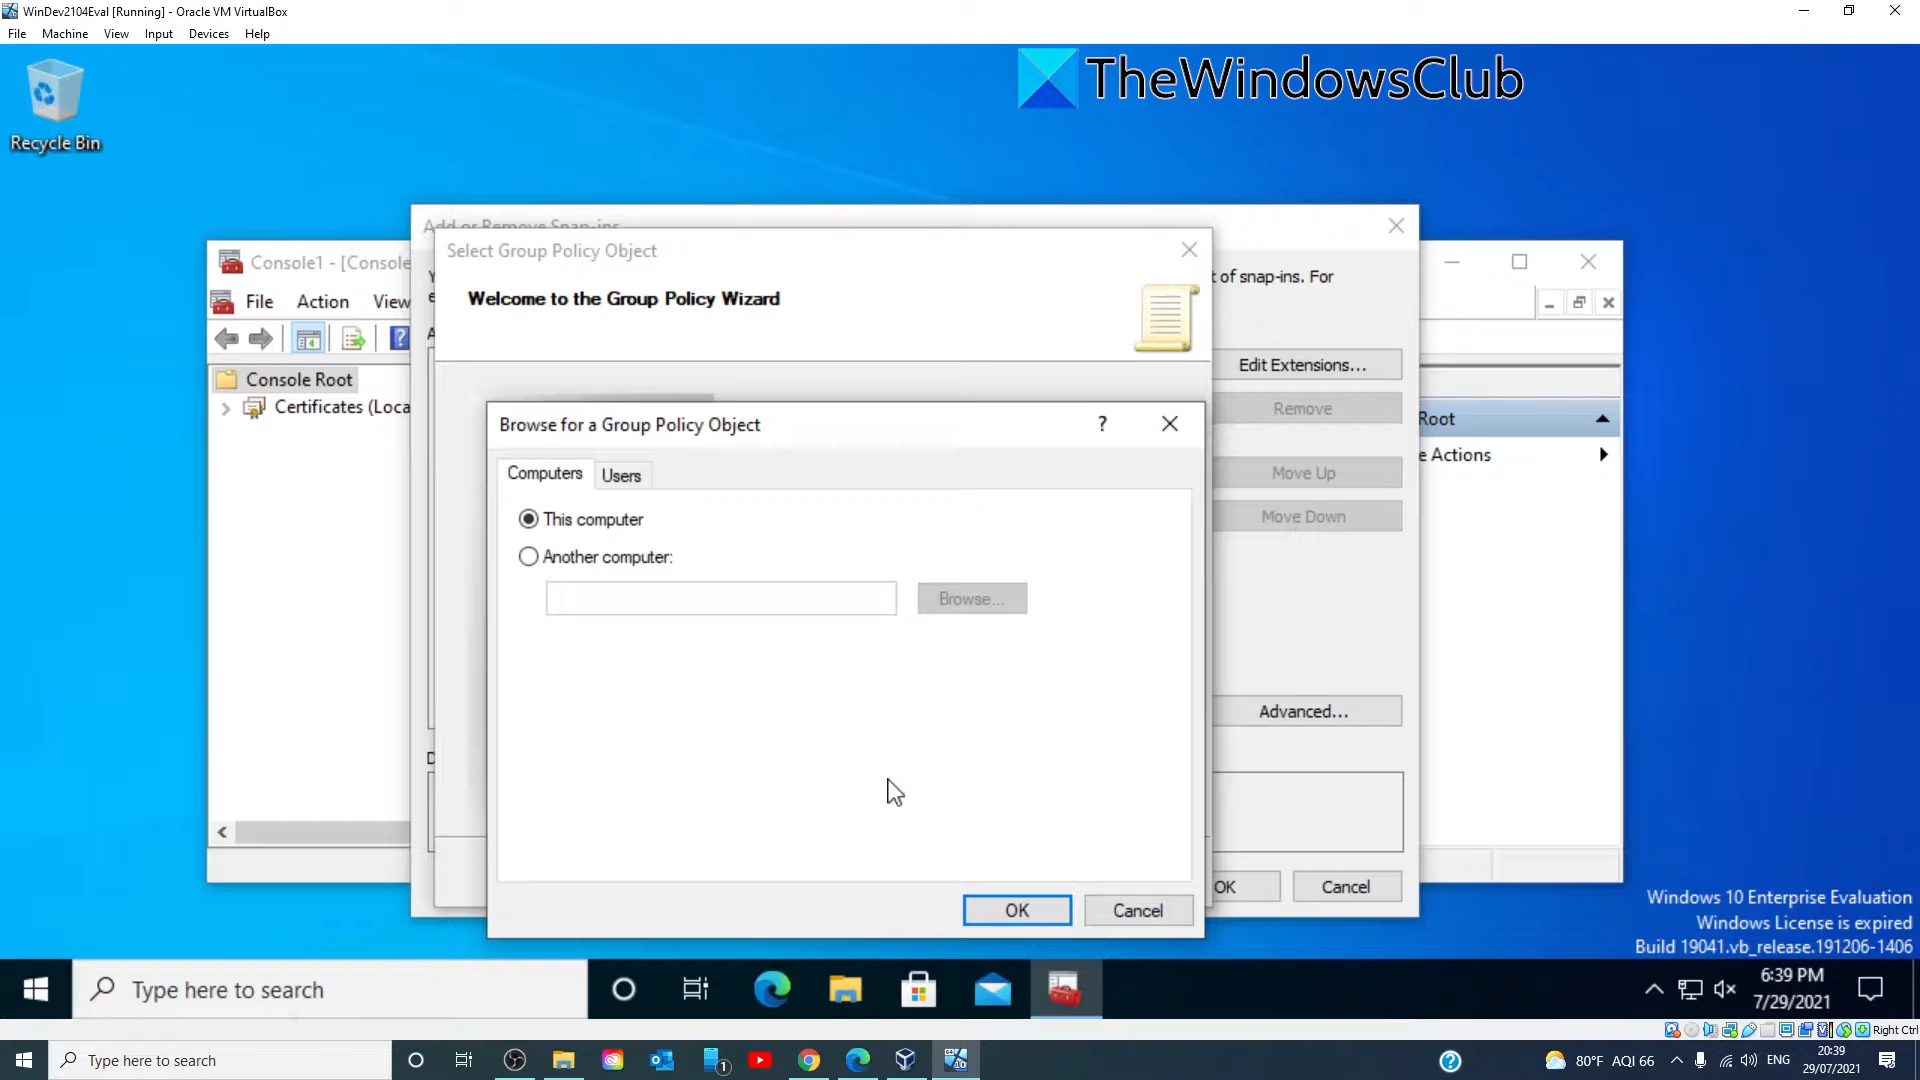 WinDev2104Eval [Running] - Oracle VM VirtualBox
File Machine View Input Devices Help
TheWindowsClub
Recycle Bin
Add or Remove Snap-ins
Select Group Policy Object
Console1 - [Console
t of snap-ins. For
Welcome to the Group Policy Wizard
File Action View
Edit Extensions...
Console Root
Remove
Certificates (Loca
Browse for a Group Policy Object
?
Root
e Actions
Computers
Users
Move Up
This computer
Move Down
Another computer:
Browse...
Advanced...
OK
Cancel
OK
Cancel
Windows 10 Enterprise Evaluation
Windows License is expired
Build 19041.vb_release.191206-1406
Type here to search
6:39 PM
7/29/2021
Right Ctrl
Type here to search
1
80°F AQI 66
ENG
20:39
29/07/2021